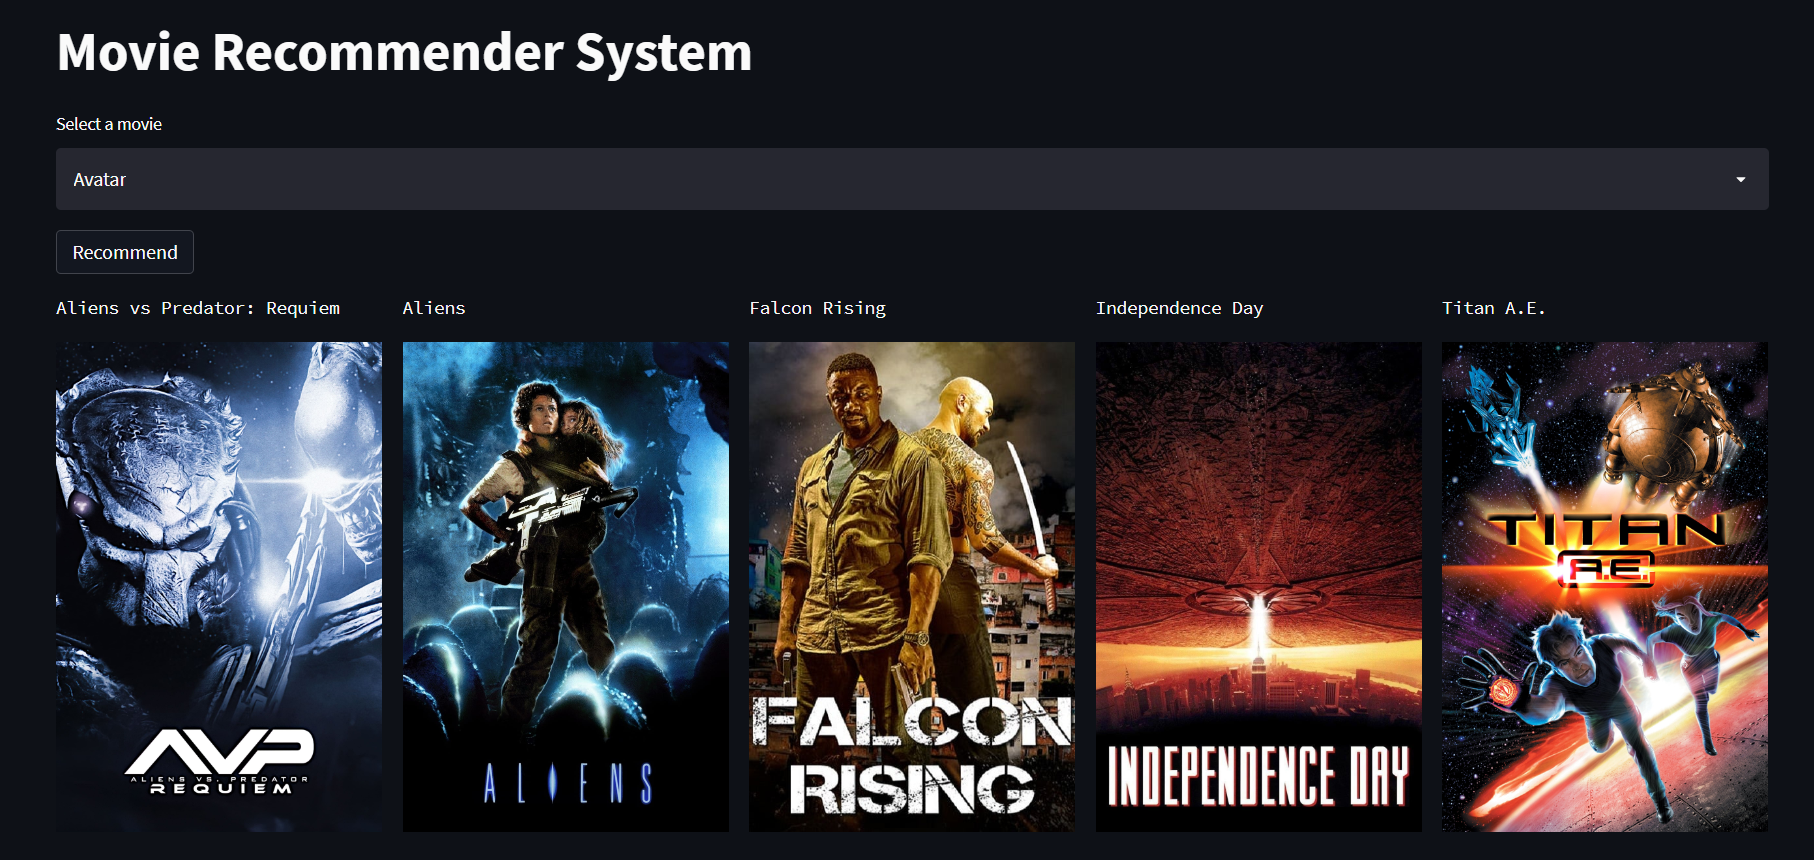 Movie Recommender System
Select a movie
Avatar
Recommend
Aliens vs Predator: Requiem
Aliens
Falcon Rising
Independence Day
Titan A.E.
AVP
ALIENS VS. PREDATOR
REQUIEM
ALIENS
FALCON
RISING
INDEPENDENCE DAY
TITAN
A.E.